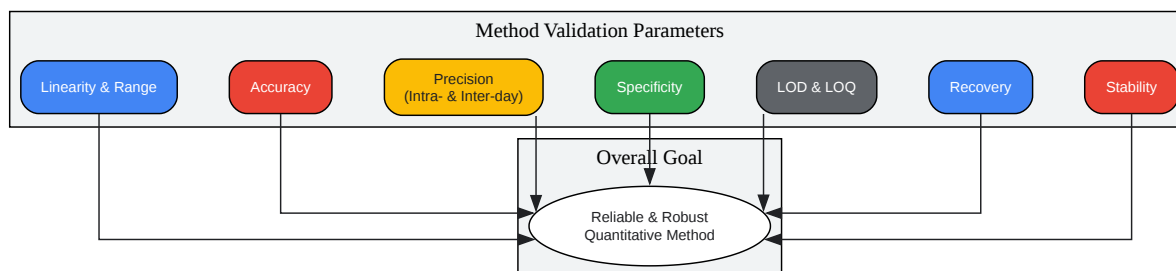 Method Validation Parameters
Linearity & Range
Accuracy
Precision
(Intra- & Inter-day)
Specificity
LOD & LOQ
Recovery
Stability
Overall Goal
Reliable & Robust
Quantitative Method